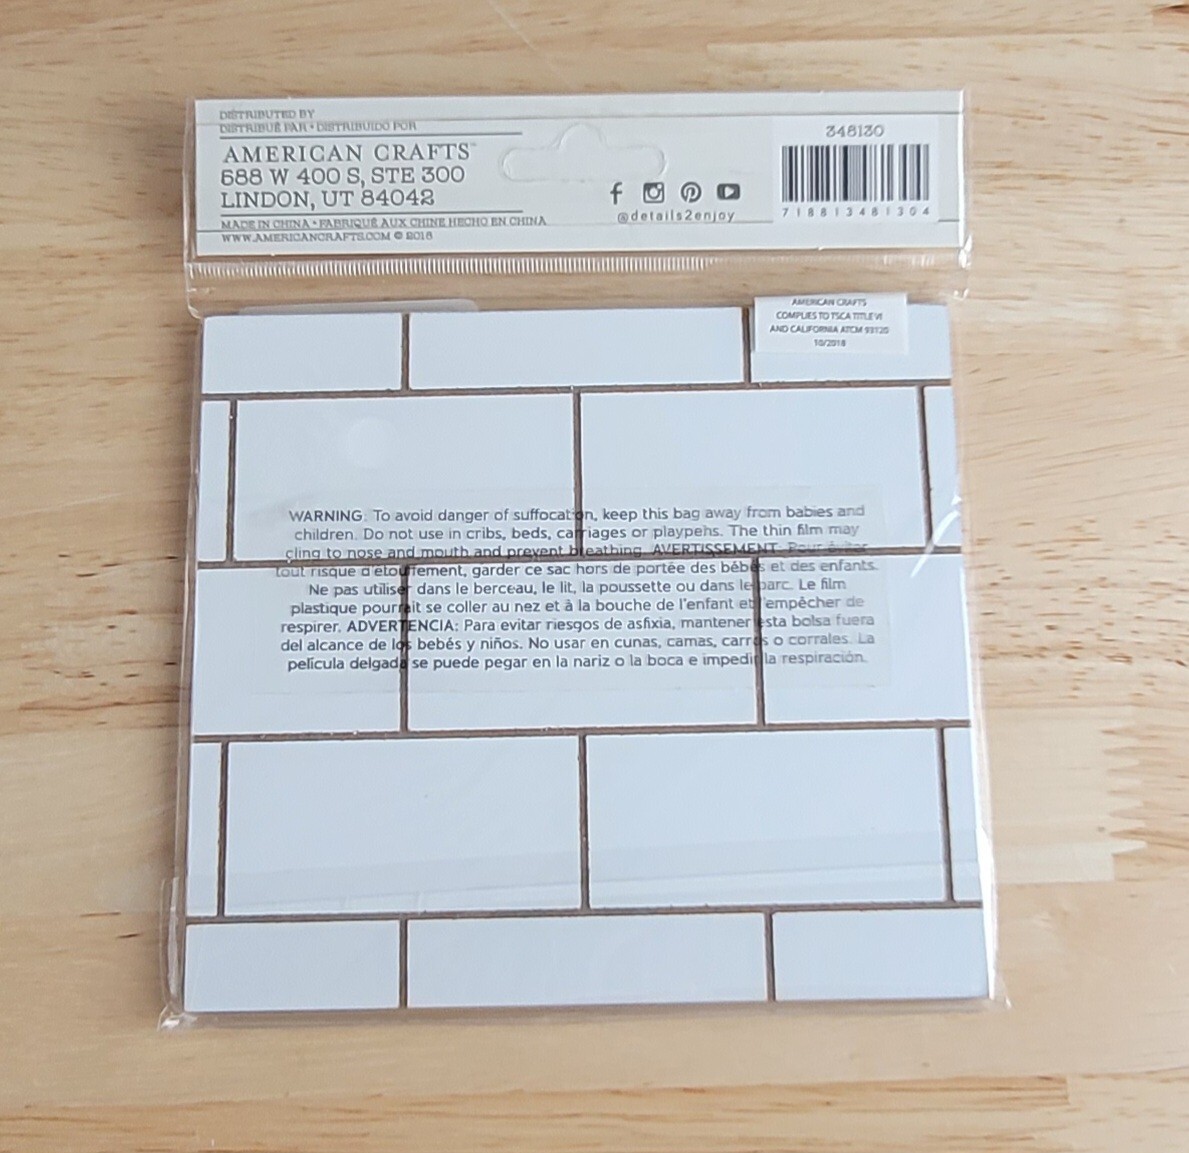 DISTRIBUTED BY
DISTRIBUÉ PAR • DISTRIBUIDO POR
AMERICAN CRAFTS™
588 W 400 S, STE 300
LINDON, UT 84042
MADE IN CHINA • FABRIQUÉ AUX CHINE HECHO EN CHINA
WWW.AMERICANCRAFTS.COM © 2018
@details2enjoy
348130
7 18813 48130 4
AMERICAN CRAFTS
COMPLIES TO TSCA TITLE VI
AND CALIFORNIA ATCM 93120
10/2018
WARNING: To avoid danger of suffocation, keep this bag away from babies and
children. Do not use in cribs, beds, carriages or playpens. The thin film may
cling to nose and mouth and prevent breathing. AVERTISSEMENT: Pour éviter
tout risque d'étouffement, garder ce sac hors de portée des bébés et des enfants.
Ne pas utiliser dans le berceau, le lit, la poussette ou dans le parc. Le film
plastique pourrait se coller au nez et à la bouche de l'enfant et l'empêcher de
respirer. ADVERTENCIA: Para evitar riesgos de asfixia, mantener esta bolsa fuera
del alcance de los bebés y niños. No usar en cunas, camas, carros o corrales. La
película delgada se puede pegar en la nariz o la boca e impedir la respiración.